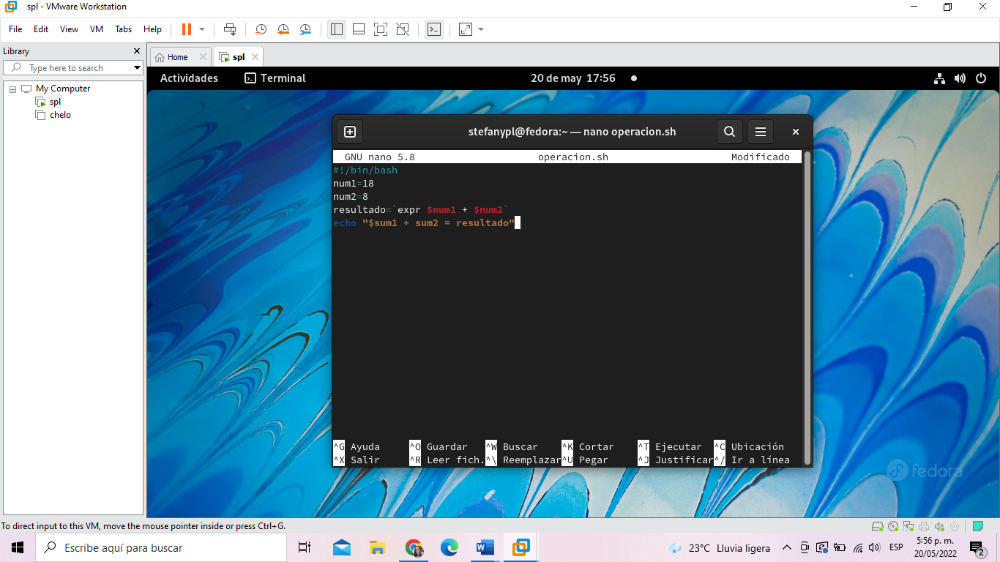 spl - VMware Workstation
File Edit View VM Tabs Help
Library
Type here to search
My Computer
spl
chelo
Home
spl
Actividades
Terminal
20 de may 17:56
stefanypl@fedora:~ — nano operacion.sh
GNU nano 5.8 operacion.sh Modificado
#!/bin/bash
num1=18
num2=8
resultado=`expr $num1 + $num2`
echo "$sum1 + sum2 = resultado"
^G Ayuda ^O Guardar ^W Buscar ^K Cortar ^T Ejecutar ^C Ubicación
^X Salir ^R Leer fich. ^\ Reemplazar ^U Pegar ^J Justificar ^/ Ir a línea
fedora
To direct input to this VM, move the mouse pointer inside or press Ctrl+G.
Escribe aquí para buscar
23°C Lluvia ligera
ESP
5:56 p. m.
20/05/2022
2